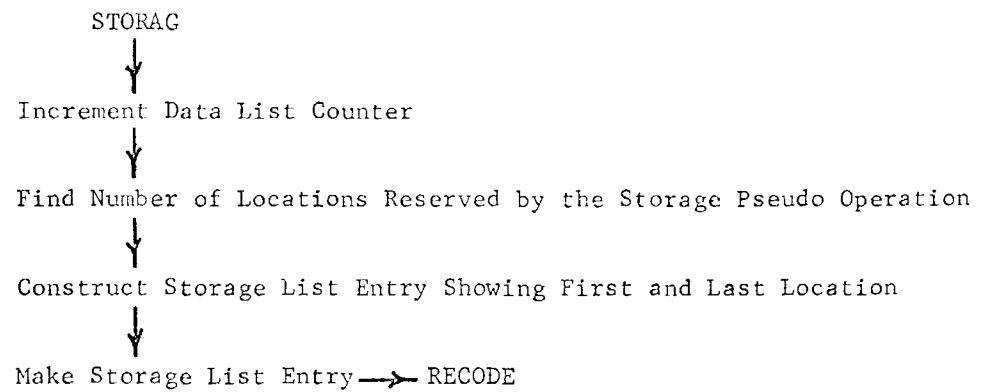 STORAG
Increment Data List Counter
Find Number of Locations Reserved by the Storage Pseudo Operation
Construct Storage List Entry Showing First and Last Location
Make Storage List Entry RECODE